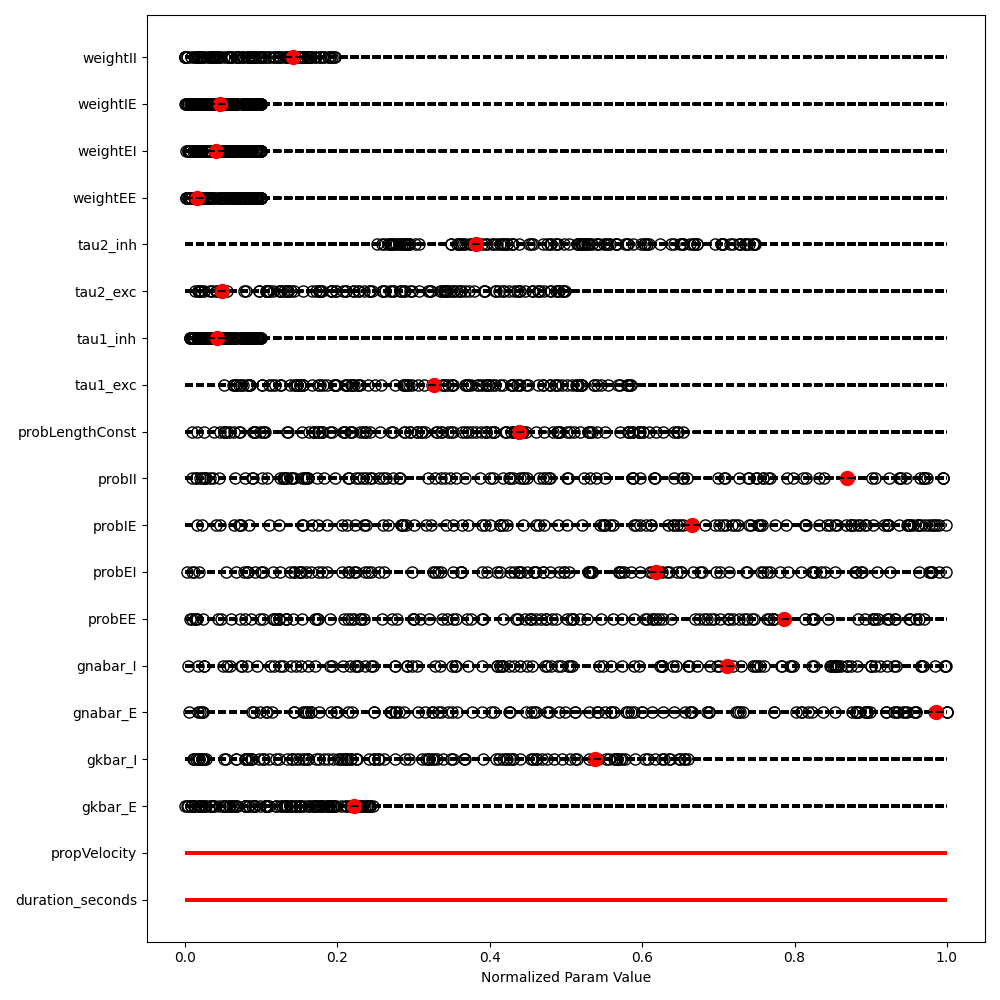 weightII
weightIE
weightEI
weightEE
tau2_inh
tau2_exc
tau1_inh
tau1_exc
probLengthConst
probII
probIE
probEI
probEE
gnabar_I
gnabar_E
gkbar_I
gkbar_E
propVelocity
duration_seconds
0.0 0.2 0.4 0.6 0.8 1.0
Normalized Param Value